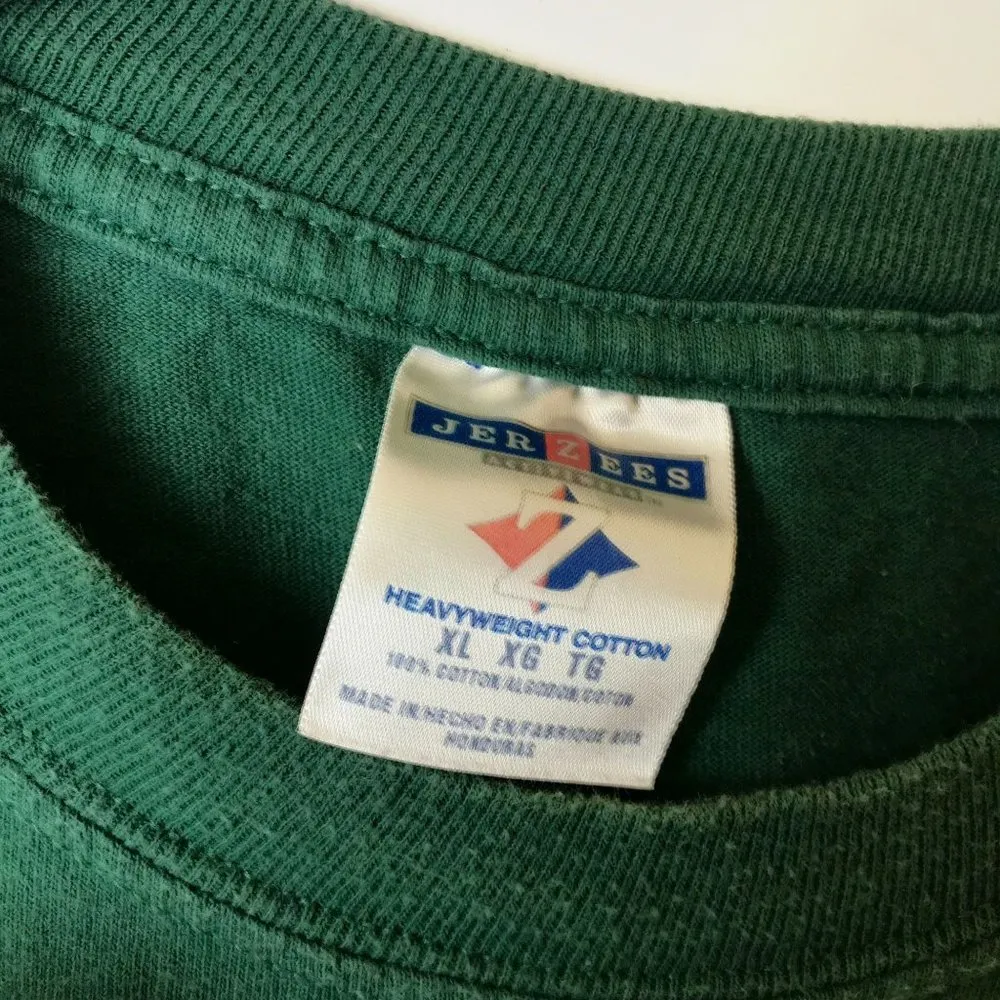 JERZEES
Z
HEAVYWEIGHT COTTON
XL XG TG
100% COTTON/ALGODON/COTON
MADE IN/HECHO EN/FABRIQUE AUX
HONDURAS